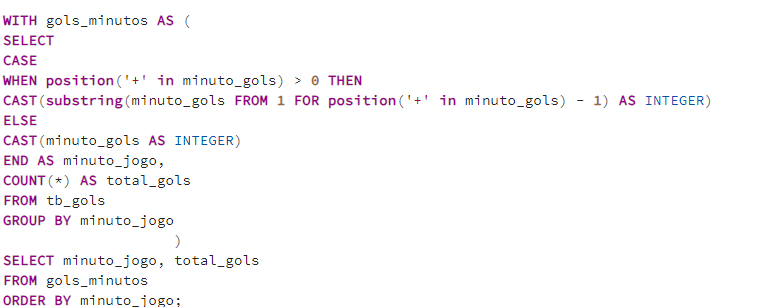 WITH gols_minutos AS (
SELECT
CASE
WHEN position('+' in minuto_gols) > 0 THEN
CAST(substring(minuto_gols FROM 1 FOR position('+' in minuto_gols) - 1) AS INTEGER)
ELSE
CAST(minuto_gols AS INTEGER)
END AS minuto_jogo,
COUNT(*) AS total_gols
FROM tb_gols
GROUP BY minuto_jogo
)
SELECT minuto_jogo, total_gols
FROM gols_minutos
ORDER BY minuto_jogo;